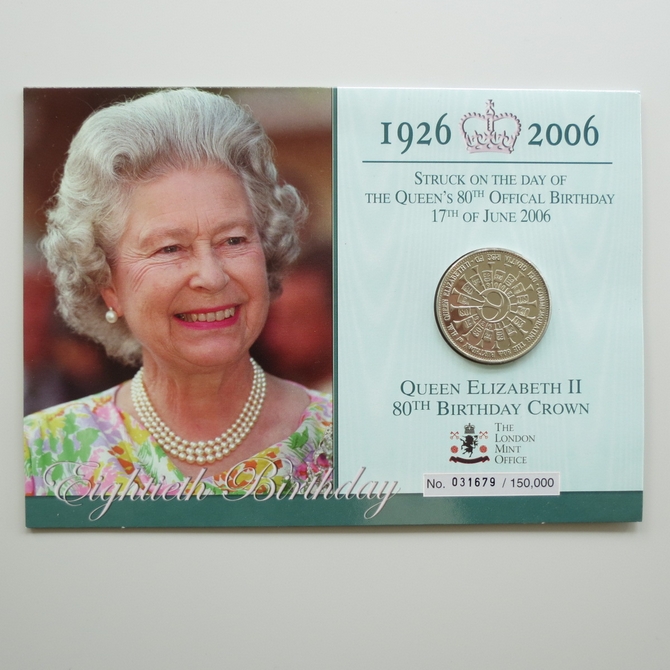 1926 2006
STRUCK ON THE DAY OF
THE QUEEN'S 80TH OFFICAL BIRTHDAY
17TH OF JUNE 2006
QUEEN ELIZABETH II
80TH BIRTHDAY CROWN
THE
LONDON
MINT
OFFICE
No. 031679 / 150,000
Eightieth Birthday